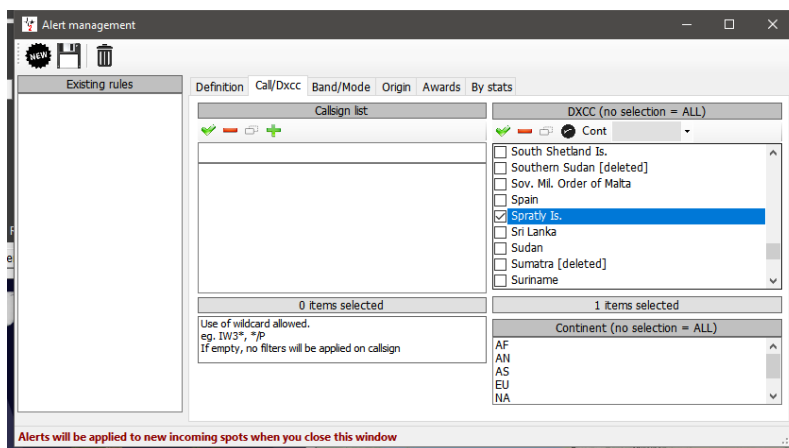 Alert management
NEW
Existing rules
Definition Call/Dxcc Band/Mode Origin Awards By stats
Callsign list
DXCC (no selection = ALL)
Cont
South Shetland Is.
Southern Sudan [deleted]
Sov. Mil. Order of Malta
Spain
Spratly Is.
Sri Lanka
Sudan
Sumatra [deleted]
Suriname
0 items selected
1 items selected
Use of wildcard allowed.
eg. IW3*, */P
If empty, no filters will be applied on callsign
Continent (no selection = ALL)
AF
AN
AS
EU
NA
Alerts will be applied to new incoming spots when you close this window